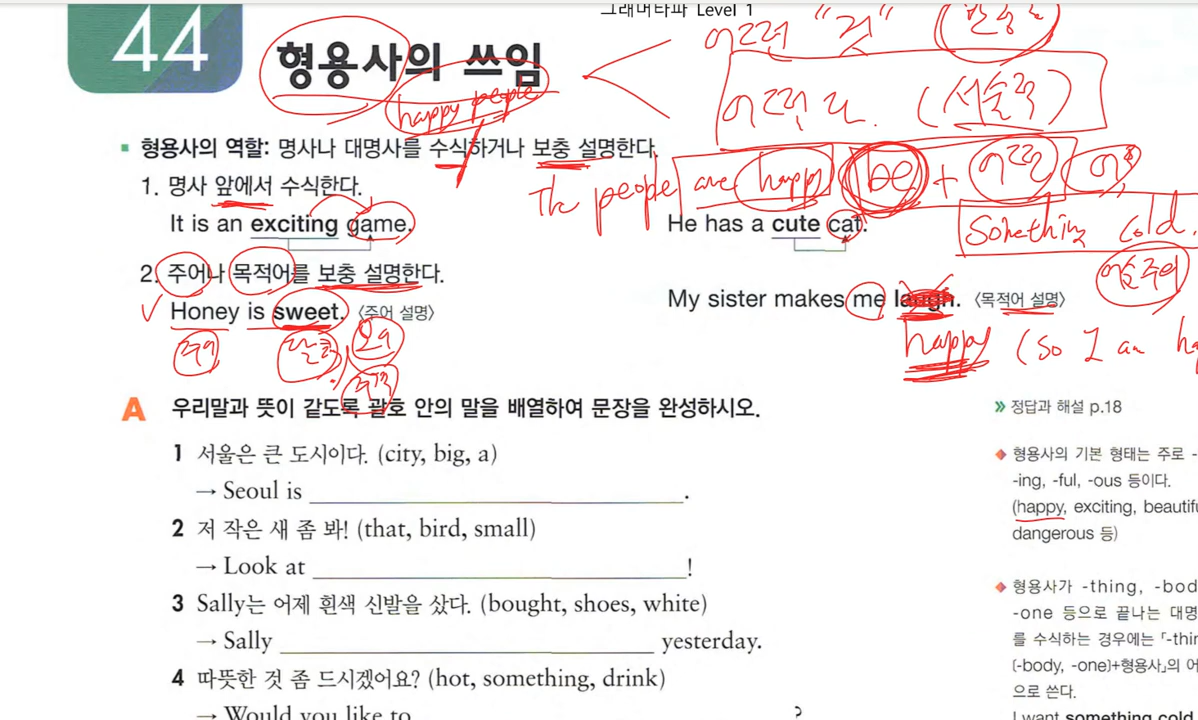 그래머타파 Level 1
44
형용사의 쓰임
어떠한 "것"
어떠하다. (서술적)
happy people
형용사의 역할: 명사나 대명사를 수식하거나 보충 설명한다.
The people are happy be +
1. 명사 앞에서 수식한다.
It is an exciting game.
He has a cute cat.
Something cold.
2. 주어나 목적어를 보충 설명한다.
Honey is sweet. 〈주어 설명〉
My sister makes me laugh. 〈목적어 설명〉
happy (so I am
A 우리말과 뜻이 같도록 괄호 안의 말을 배열하여 문장을 완성하시오.
» 정답과 해설 p.18
1 서울은 큰 도시이다. (city, big, a)
→ Seoul is .
2 저 작은 새 좀 봐! (that, bird, small)
→ Look at !
3 Sally는 어제 흰색 신발을 샀다. (bought, shoes, white)
→ Sally yesterday.
4 따뜻한 것 좀 드시겠어요? (hot, something, drink)
→ Would you like to ?
형용사의 기본 형태는 주로 -
-ing, -ful, -ous 등이다.
(happy, exciting, beautifu
dangerous 등)
형용사가 -thing, -bod
-one 등으로 끝나는 대명
를 수식하는 경우에는 「-thin
[-body, -one]+형용사」의 어
으로 쓴다.
I want something cold